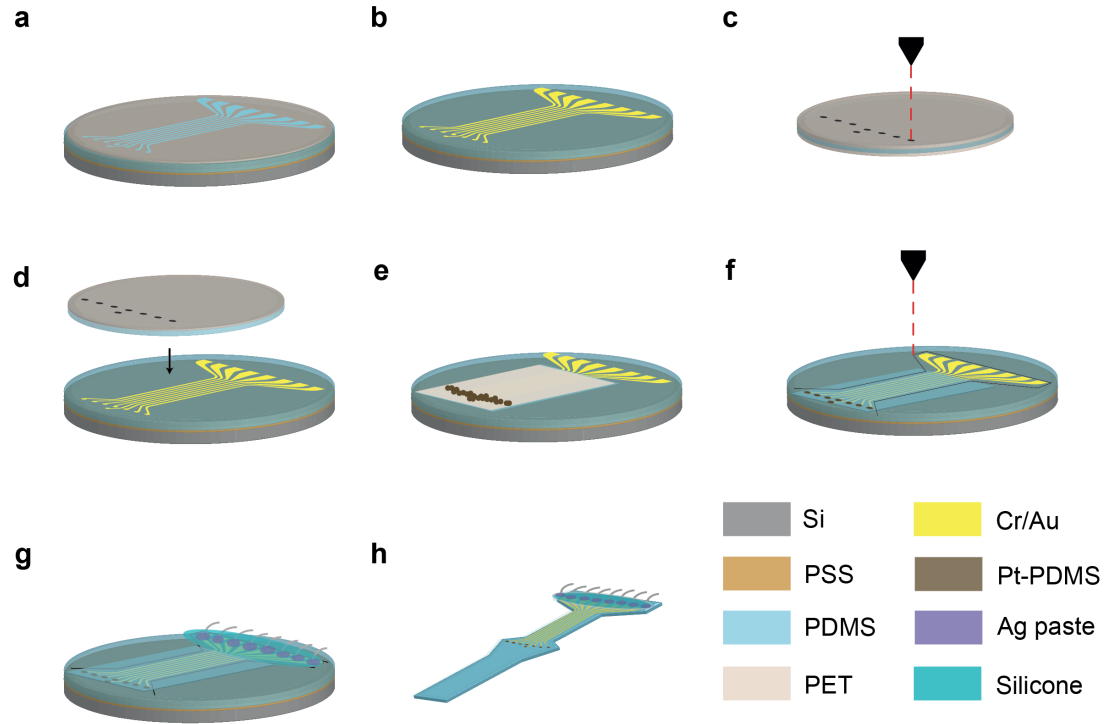 a
b
c
d
e
f
g
h
Si
Cr/Au
PSS
Pt-PDMS
PDMS
Ag paste
PET
Silicone